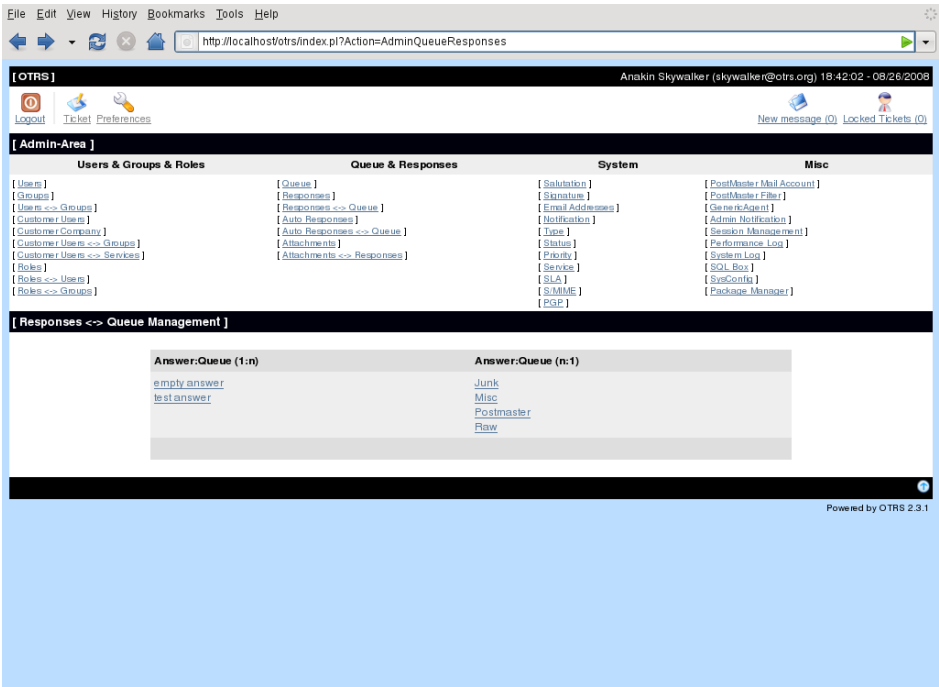 File Edit View History Bookmarks Tools Help
http://localhost/otrs/index.pl?Action=AdminQueueResponses
[ OTRS ]
Anakin Skywalker (skywalker@otrs.org) 18:42:02 - 08/26/2008
Logout Ticket Preferences
New message (0) Locked Tickets (0)
[ Admin-Area ]
Users & Groups & Roles
[ Users ]
[ Groups ]
[ Users <-> Groups ]
[ Customer Users ]
[ Customer Company ]
[ Customer Users <-> Groups ]
[ Customer Users <-> Services ]
[ Roles ]
[ Roles <-> Users ]
[ Roles <-> Groups ]
Queue & Responses
[ Queue ]
[ Responses ]
[ Responses <-> Queue ]
[ Auto Responses ]
[ Auto Responses <-> Queue ]
[ Attachments ]
[ Attachments <-> Responses ]
System
[ Salutation ]
[ Signature ]
[ Email Addresses ]
[ Notification ]
[ Type ]
[ Status ]
[ Priority ]
[ Service ]
[ SLA ]
[ S/MIME ]
[ PGP ]
Misc
[ PostMaster Mail Account ]
[ PostMaster Filter ]
[ GenericAgent ]
[ Admin Notification ]
[ Session Management ]
[ Performance Log ]
[ System Log ]
[ SQL Box ]
[ SysConfig ]
[ Package Manager ]
[ Responses <-> Queue Management ]
Answer:Queue (1:n)
empty answer
test answer
Answer:Queue (n:1)
Junk
Misc
Postmaster
Raw
Powered by OTRS 2.3.1